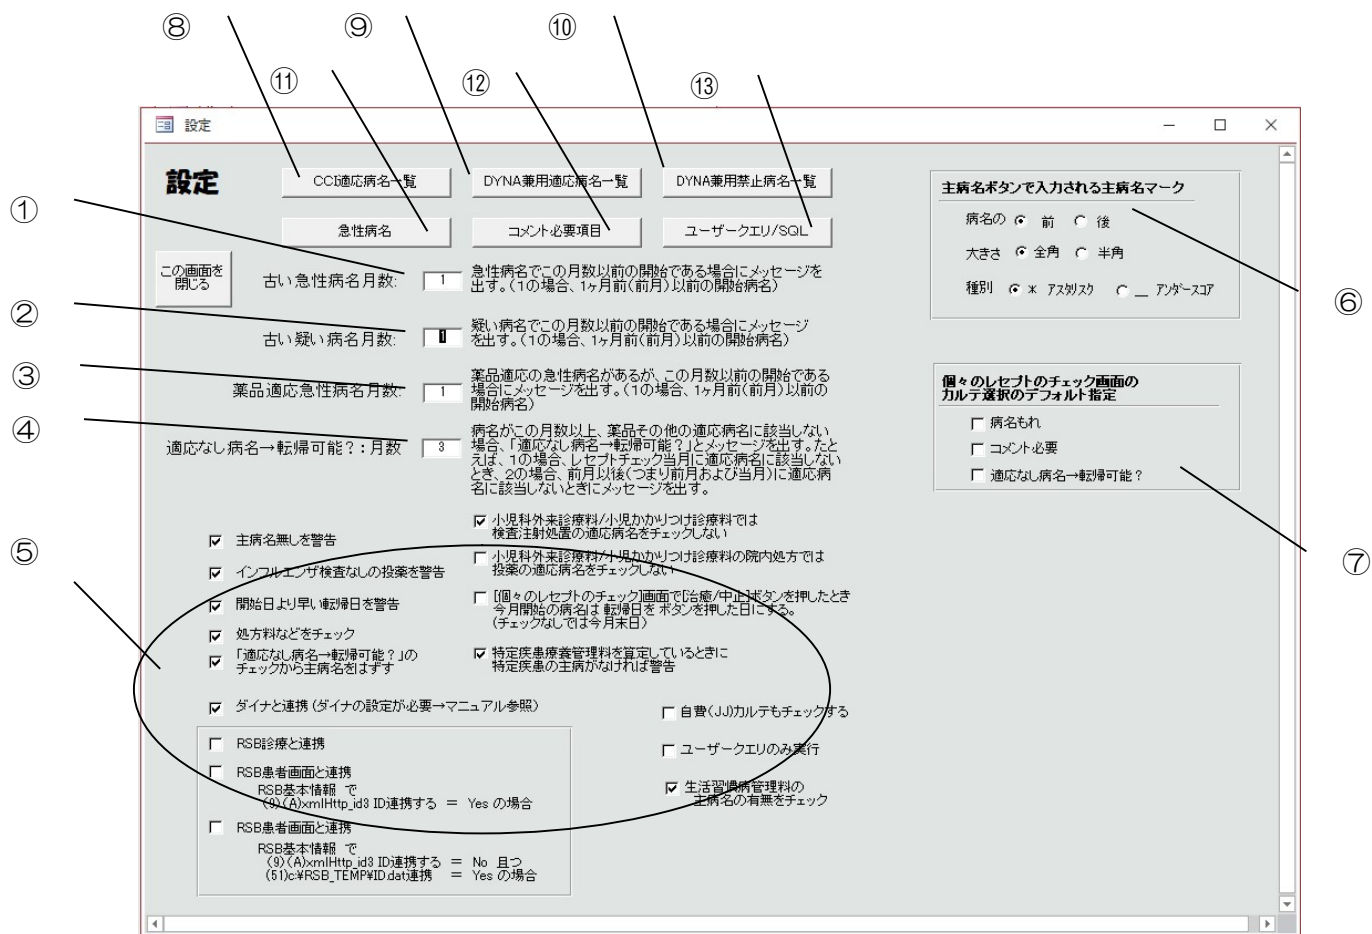 ⑧
⑨
⑩
⑪
⑫
⑬
設定
設定
CCI適応病名一覧
DYNA兼用適応病名一覧
DYNA兼用禁止病名一覧
急性病名
コメント必要項目
ユーザークエリ/SQL
この画面を
閉じる
①
古い急性病名月数:
1
急性病名でこの月数以前の開始である場合にメッセージを
出す。(1の場合、1ヶ月前(前月)以前の開始病名)
②
古い疑い病名月数:
1
疑い病名でこの月数以前の開始である場合にメッセージ
を出す。(1の場合、1ヶ月前(前月)以前の開始病名)
③
薬品適応急性病名月数:
1
薬品適応の急性病名があるが、この月数以前の開始である
場合にメッセージを出す。(1の場合、1ヶ月前(前月)以前の
開始病名)
④
適応なし病名→転帰可能?:月数
3
病名がこの月数以上、薬品その他の適応病名に該当しない
場合、「適応なし病名→転帰可能?」とメッセージを出す。たと
えば、1の場合、レセプトチェック当月に適応病名に該当しない
とき、2の場合、前月以後(つまり前月および当月)に適応病
名に該当しないときにメッセージを出す。
主病名ボタンで入力される主病名マーク
病名の 前 後
大きさ 全角 半角
種別 * アスタリスク __ アンダースコア
⑥
個々のレセプトのチェック画面の
カルテ選択のデフォルト指定
病名もれ
コメント必要
適応なし病名→転帰可能?
⑦
⑤
主病名無しを警告
インフルエンザ検査なしの投薬を警告
開始日より早い転帰日を警告
処方料などをチェック
「適応なし病名→転帰可能?」の
チェックから主病名をはずす
ダイナと連携(ダイナの設定が必要→マニュアル参照)
小児科外来診療料/小児かかりつけ診療料では
検査注射処置の適応病名をチェックしない
小児科外来診療料/小児かかりつけ診療料の院内処方では
投薬の適応病名をチェックしない
[個々のレセプトのチェック]画面で[治癒/中止]ボタンを押したとき
今月開始の病名は 転帰日を ボタンを押した日にする。
(チェックなしでは今月末日)
特定疾患療養管理料を算定しているときに
特定疾患の主病がなければ警告
自費(JJ)カルテもチェックする
ユーザークエリのみ実行
生活習慣病管理料の
主病名の有無をチェック
RSB診療と連携
RSB患者画面と連携
RSB基本情報 で
(9)(A)xmlHttp_id3 ID連携する = Yes の場合
RSB患者画面と連携
RSB基本情報 で
(9)(A)xmlHttp_id3 ID連携する = No 且つ
(51)c:¥RSB_TEMP¥ID.dat連携 = Yes の場合